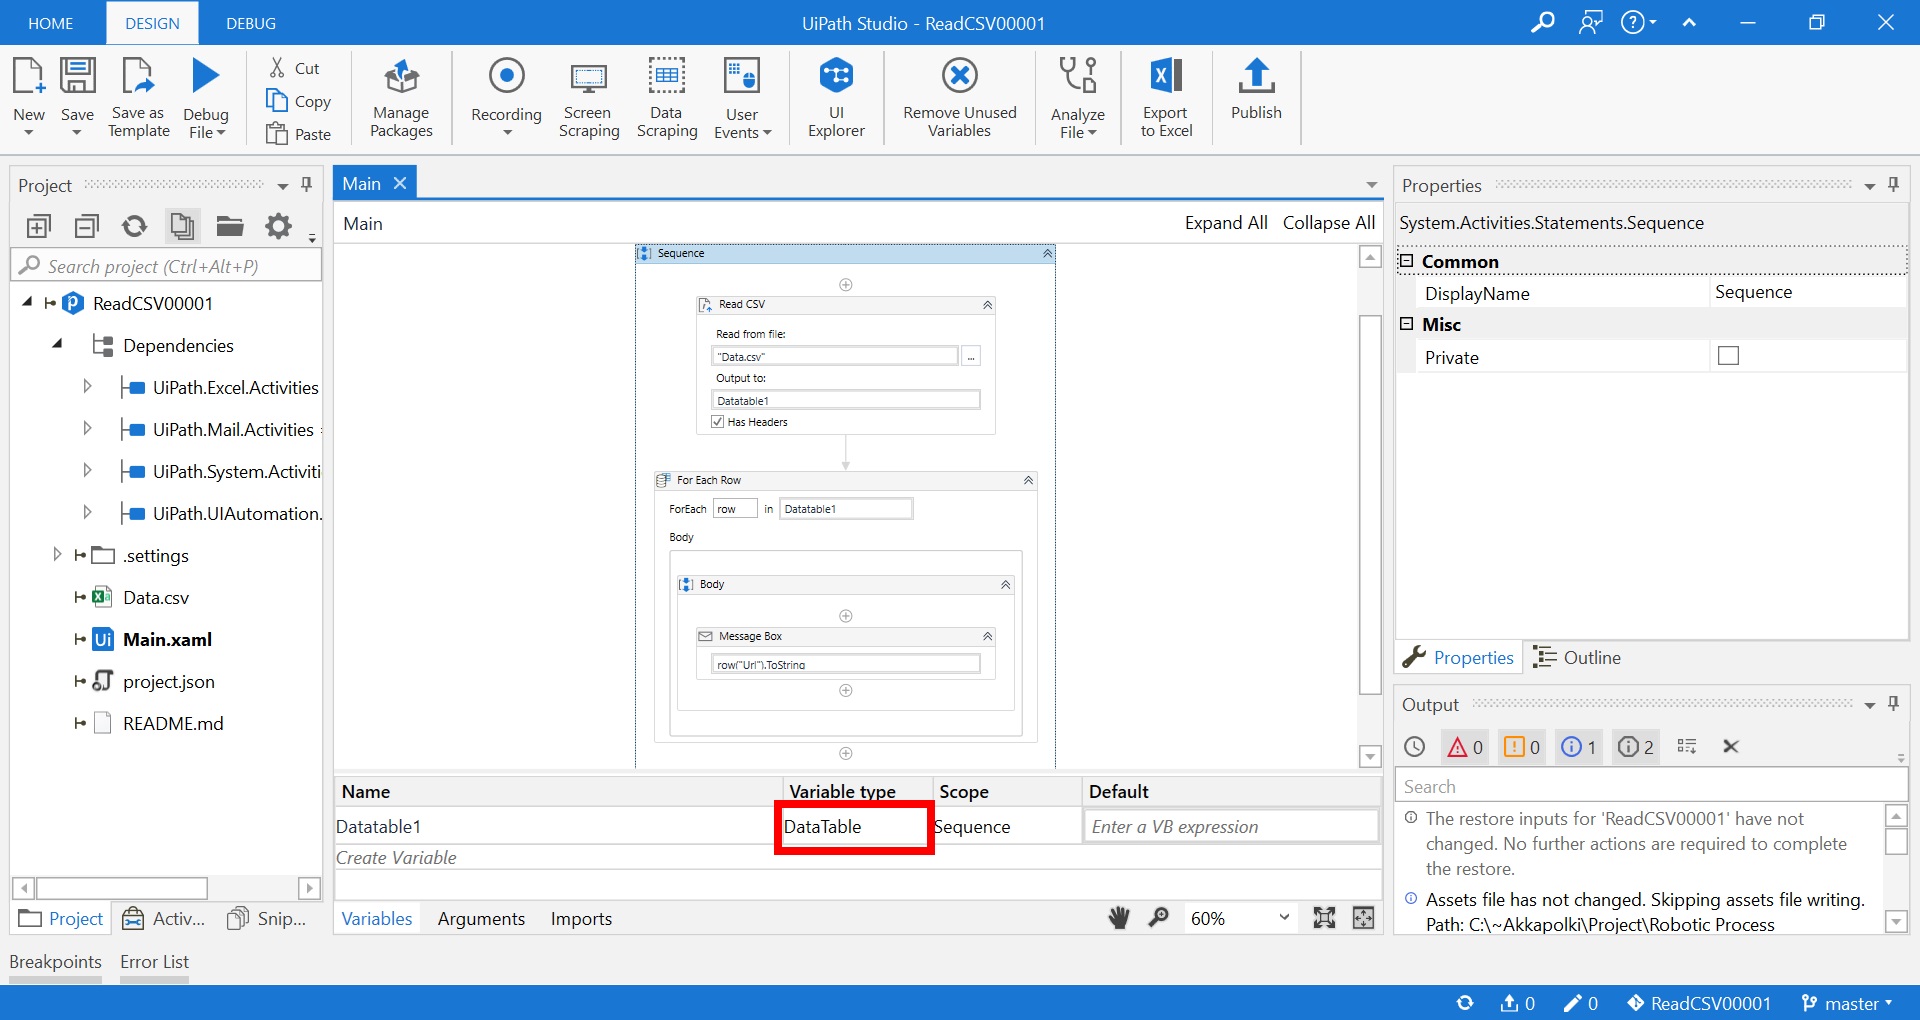 HOME DESIGN DEBUG UiPath Studio - ReadCSV00001
New Save Save as Template Debug File
Cut
Copy
Paste
Manage Packages
Recording
Screen Scraping
Data Scraping
User Events
UI Explorer
Remove Unused Variables
Analyze File
Export to Excel
Publish
Project
Search project (Ctrl+Alt+P)
ReadCSV00001
Dependencies
UiPath.Excel.Activities
UiPath.Mail.Activities
UiPath.System.Activiti
UiPath.UIAutomation.
.settings
Data.csv
Ui Main.xaml
project.json
README.md
Project Activ... Snip...
Main
Main Expand All Collapse All
Sequence
Read CSV
Read from file:
"Data.csv" ...
Output to:
Datatable1
Has Headers
For Each Row
ForEach row in Datatable1
Body
Body
Message Box
row("Url").ToString
Name Variable type Scope Default
Datatable1 DataTable Sequence Enter a VB expression
Create Variable
Variables Arguments Imports 60%
Properties
System.Activities.Statements.Sequence
Common
DisplayName Sequence
Misc
Private
Properties Outline
Output
0 0 1 2
Search
The restore inputs for 'ReadCSV00001' have not
changed. No further actions are required to complete
the restore.
Assets file has not changed. Skipping assets file writing.
Path: C:\~Akkapolki\Project\Robotic Process
Breakpoints Error List
0 0 ReadCSV00001 master